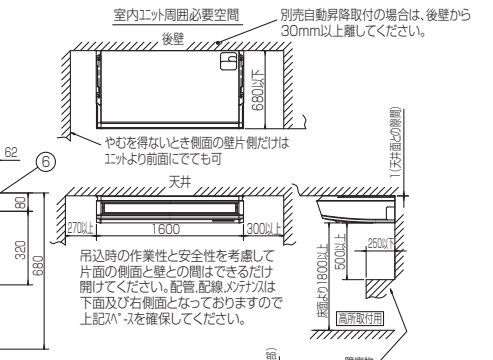 室内ユニット周囲必要空間
別売自動昇降取付の場合は、後壁から
30mm以上離してください。
後壁
680以下
やむを得ないとき側面の壁片側だけは
ユニットより前面にでても可
62
6
天井
1(天井面との隙間)
80
320
680
270以上
1600
300以上
吊込時の作業性と安全性を考慮して
片面の側面と壁との間はできるだけ
開けてください。配管,配線,メンテナンスは
下面及び右側面となっておりますので
上記スペースを確保してください。
床面より1800以上
500以上
250以下
高所取付用
障害物